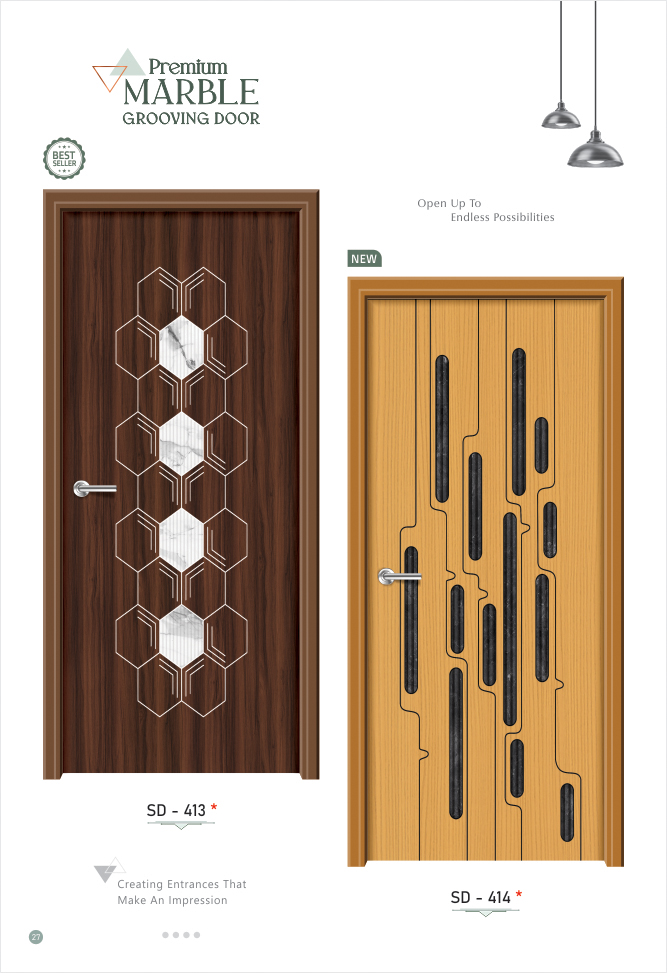 Premium
MARBLE
GROOVING DOOR
BEST
SELLER
Open Up To
Endless Possibilities
NEW
SD - 413 *
SD - 414 *
Creating Entrances That
Make An Impression
27